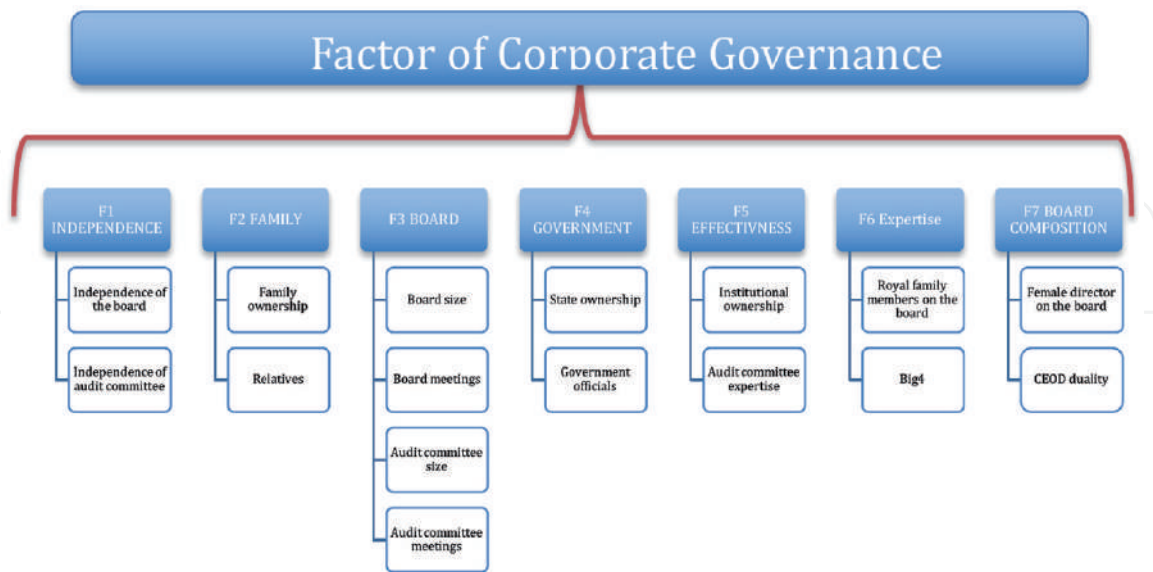 Factor of Corporate Governance
F1
INDEPENDENCE
F2 FAMILY
F3 BOARD
F4
GOVERNMENT
F5
EFFECTIVNESS
F6 Expertise
F7 BOARD
COMPOSITION
Independence of
the board
Family
ownership
Board size
State ownership
Institutional
ownership
Royal family
members on the
board
Female director
on the board
Independence of
audit committee
Relatives
Board meetings
Government
officials
Audit committee
expertise
Big4
CEOD duality
Audit committee
size
Audit committee
meetings